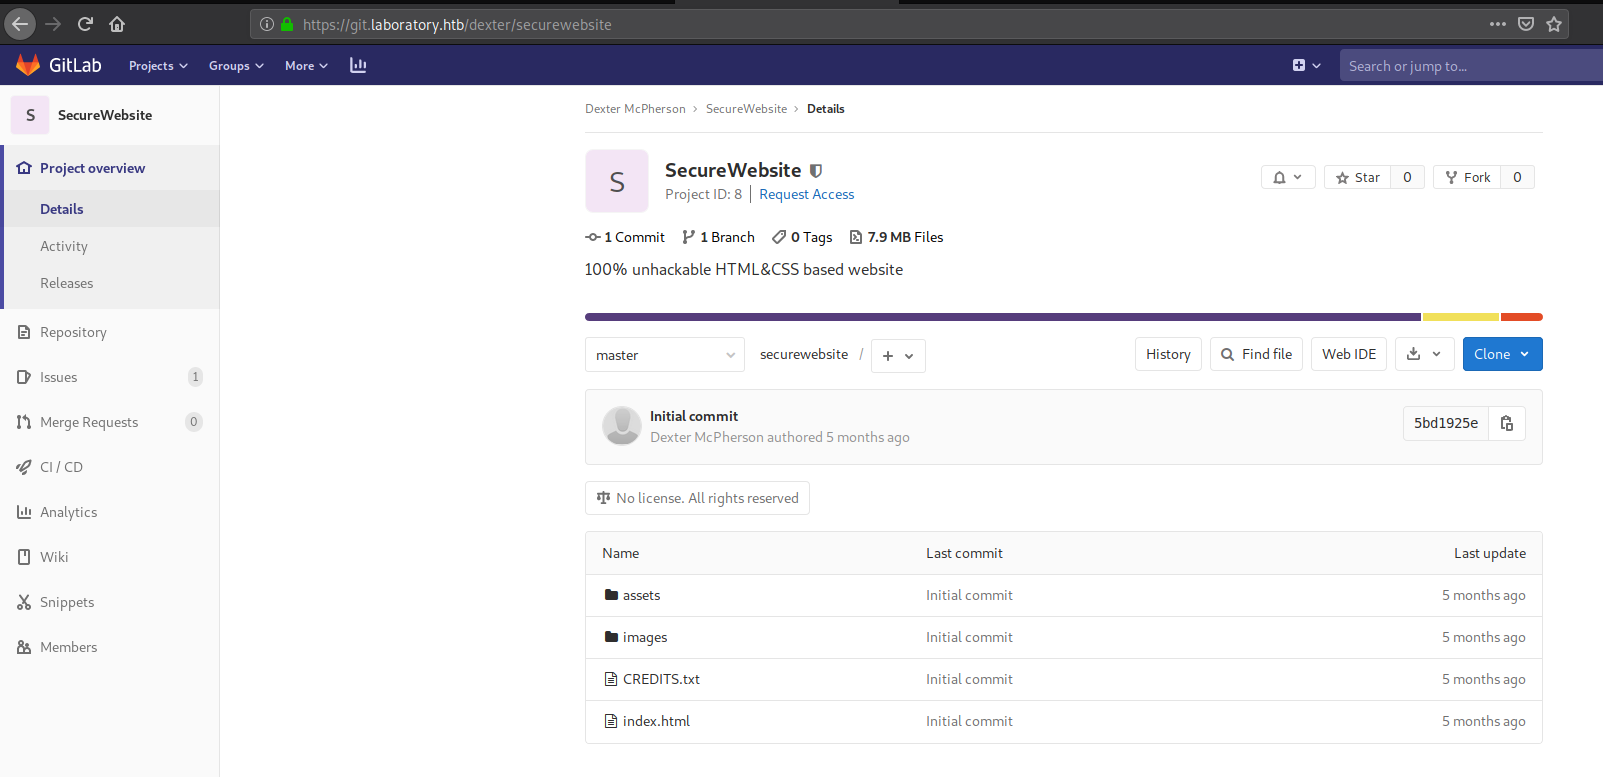 https://git.laboratory.htb/dexter/securewebsite
GitLab Projects Groups More Search or jump to...
S SecureWebsite
Project overview
Details
Activity
Releases
Repository
Issues 1
Merge Requests 0
CI / CD
Analytics
Wiki
Snippets
Members
Dexter McPherson > SecureWebsite > Details
S
SecureWebsite
Project ID: 8 | Request Access
Star 0 Fork 0
1 Commit 1 Branch 0 Tags 7.9 MB Files
100% unhackable HTML&CSS based website
master securewebsite / + History Find file Web IDE Clone
Initial commit
Dexter McPherson authored 5 months ago
5bd1925e
No license. All rights reserved
Name Last commit Last update
assets Initial commit 5 months ago
images Initial commit 5 months ago
CREDITS.txt Initial commit 5 months ago
index.html Initial commit 5 months ago